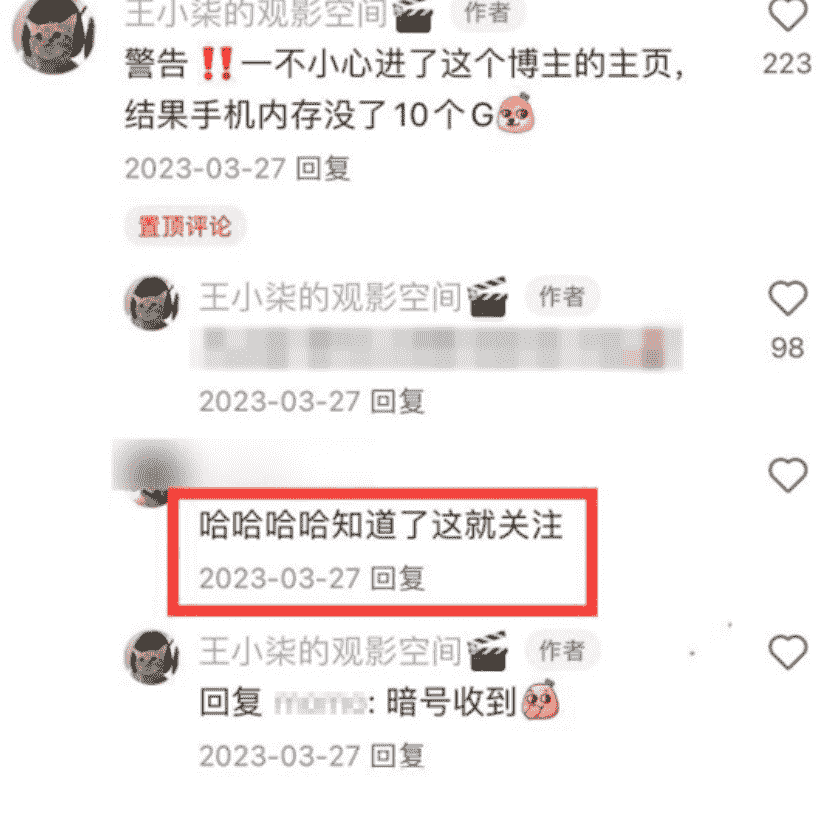 王小柒的观影空间🎬 作者
警告‼️一不小心进了这个博主的主页，
223
结果手机内存没了10个G
2023-03-27 回复
置顶评论
王小柒的观影空间🎬 作者
98
2023-03-27 回复
哈哈哈哈知道了这就关注
2023-03-27 回复
王小柒的观影空间🎬 作者
回复 momo: 暗号收到
2023-03-27 回复